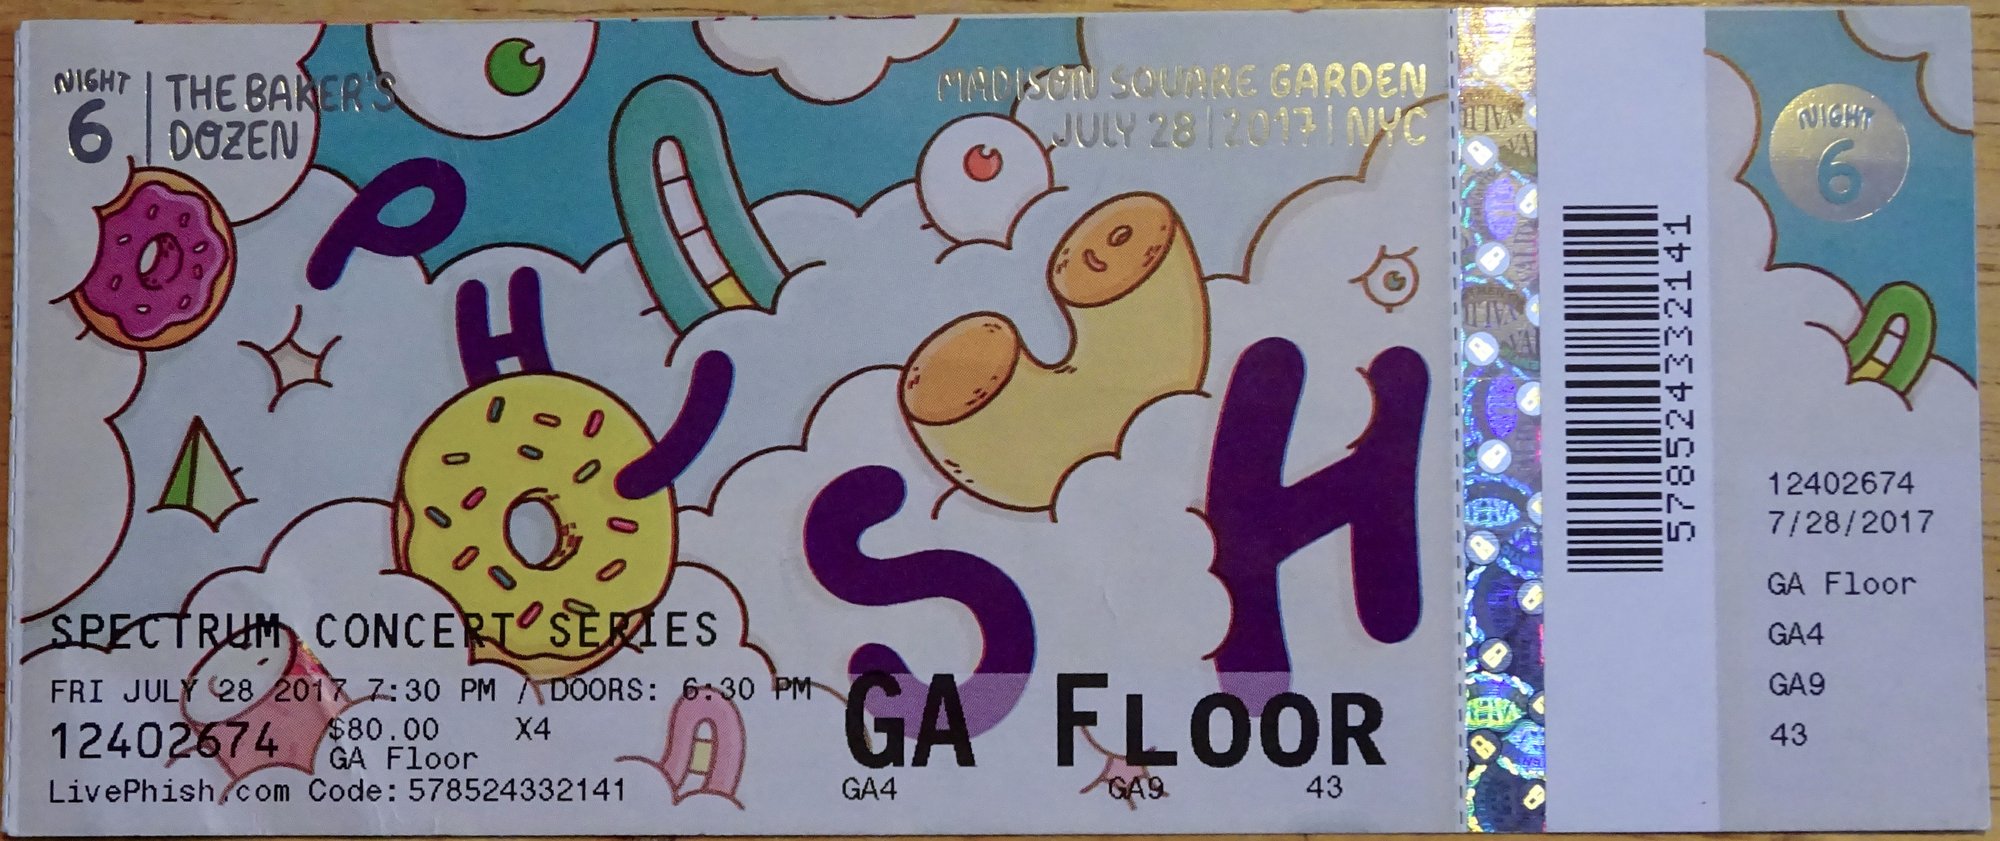 NIGHT
6
THE BAKER'S
DOZEN
MADISON SQUARE GARDEN
JULY 28 | 2017 | NYC
PHISH
SPECTRUM CONCERT SERIES
FRI JULY 28 2017 7:30 PM / DOORS: 6:30 PM
12402674
$80.00 X4
GA Floor
LivePhish.com Code: 578524332141
GA FLOOR
GA4 GA9 43
578524332141
NIGHT
6
12402674
7/28/2017
GA Floor
GA4
GA9
43